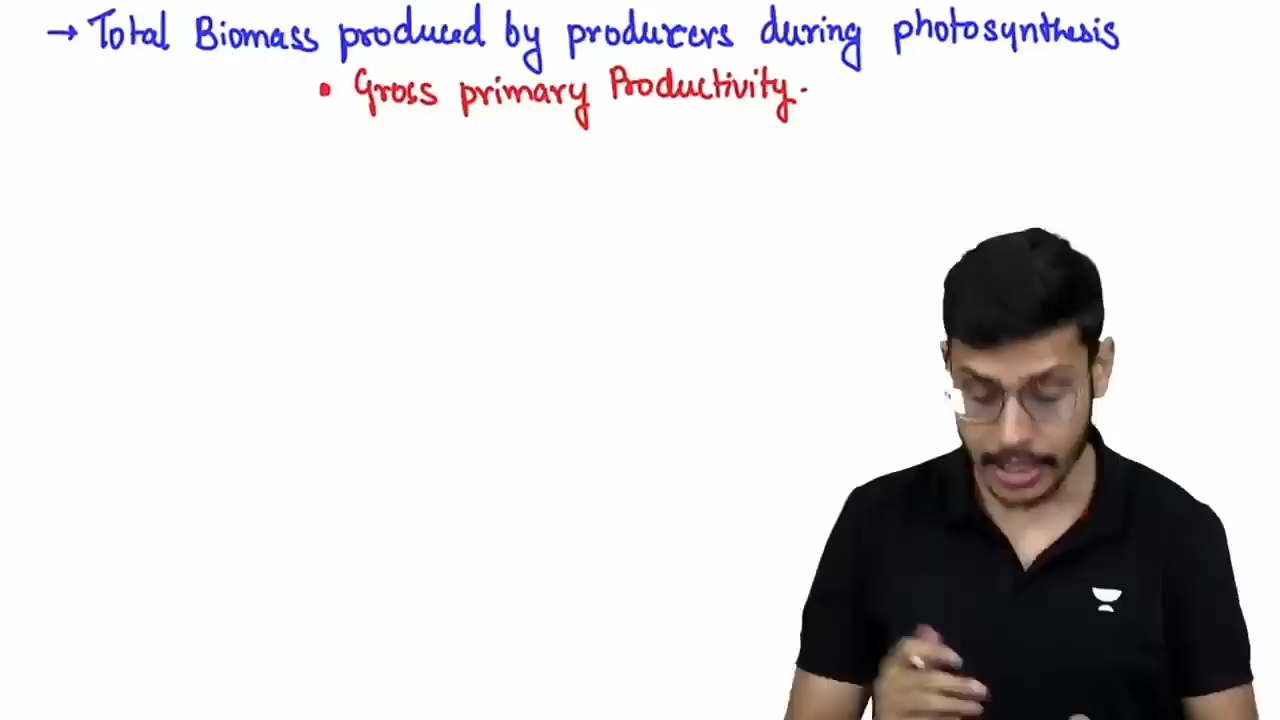 → Total Biomass produced by producers during photosynthesis
• Gross primary Productivity.